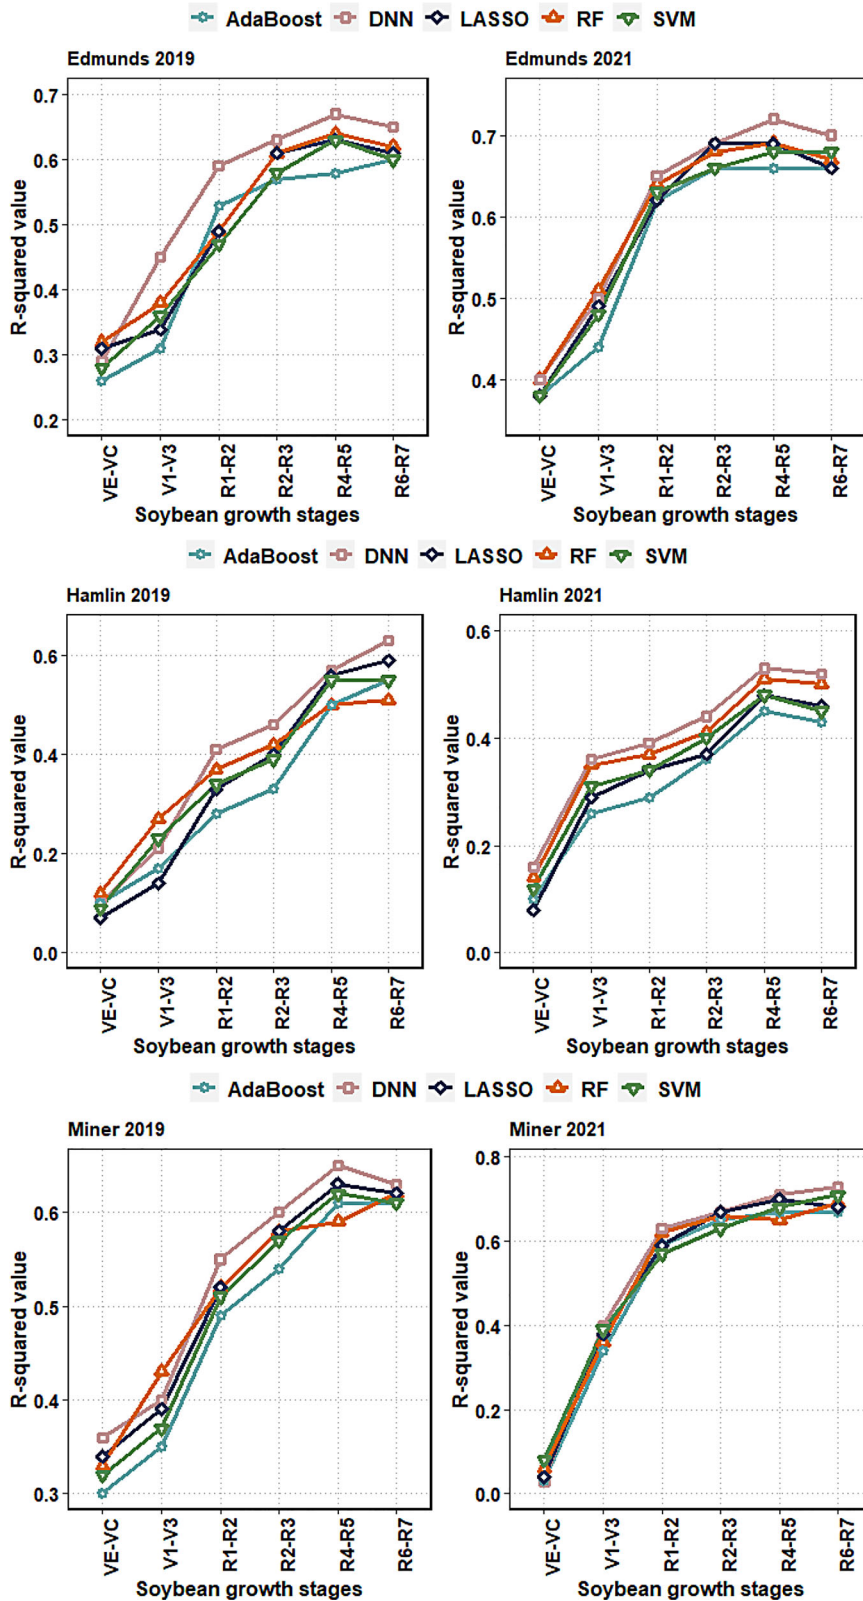 AdaBoost DNN LASSO RF SVM
Edmunds 2019
Edmunds 2021
R-squared value
0.7
0.6
0.5
0.4
0.3
0.2
VE-VC V1-V3 R1-R2 R2-R3 R4-R5 R6-R7
Soybean growth stages
R-squared value
0.7
0.6
0.5
0.4
VE-VC V1-V3 R1-R2 R2-R3 R4-R5 R6-R7
Soybean growth stages
AdaBoost DNN LASSO RF SVM
Hamlin 2019
Hamlin 2021
R-squared value
0.6
0.4
0.2
0.0
VE-VC V1-V3 R1-R2 R2-R3 R4-R5 R6-R7
Soybean growth stages
R-squared value
0.6
0.4
0.2
0.0
VE-VC V1-V3 R1-R2 R2-R3 R4-R5 R6-R7
Soybean growth stages
AdaBoost DNN LASSO RF SVM
Miner 2019
Miner 2021
R-squared value
0.6
0.5
0.4
0.3
VE-VC V1-V3 R1-R2 R2-R3 R4-R5 R6-R7
Soybean growth stages
R-squared value
0.8
0.6
0.4
0.2
0.0
VE-VC V1-V3 R1-R2 R2-R3 R4-R5 R6-R7
Soybean growth stages